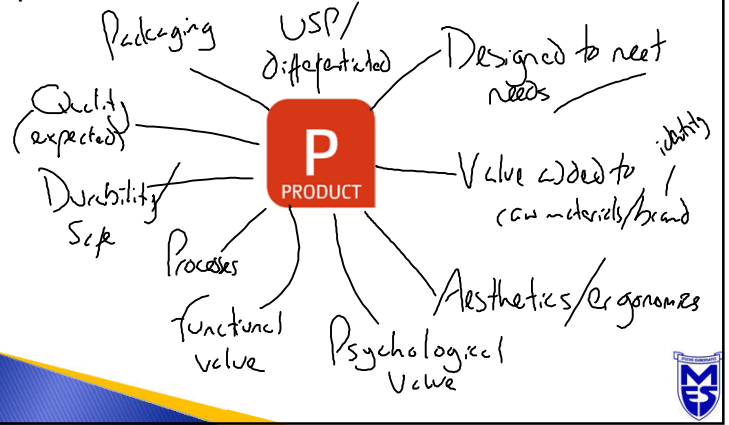 Packaging
USP/
differentiated
Designed to meet
needs
Quality
(expected)
P
PRODUCT
identity
Value added to
raw materials/brand
Durability/
Safe
Processes
Functional
value
Psychological
Value
Aesthetics/ergonomics
MES